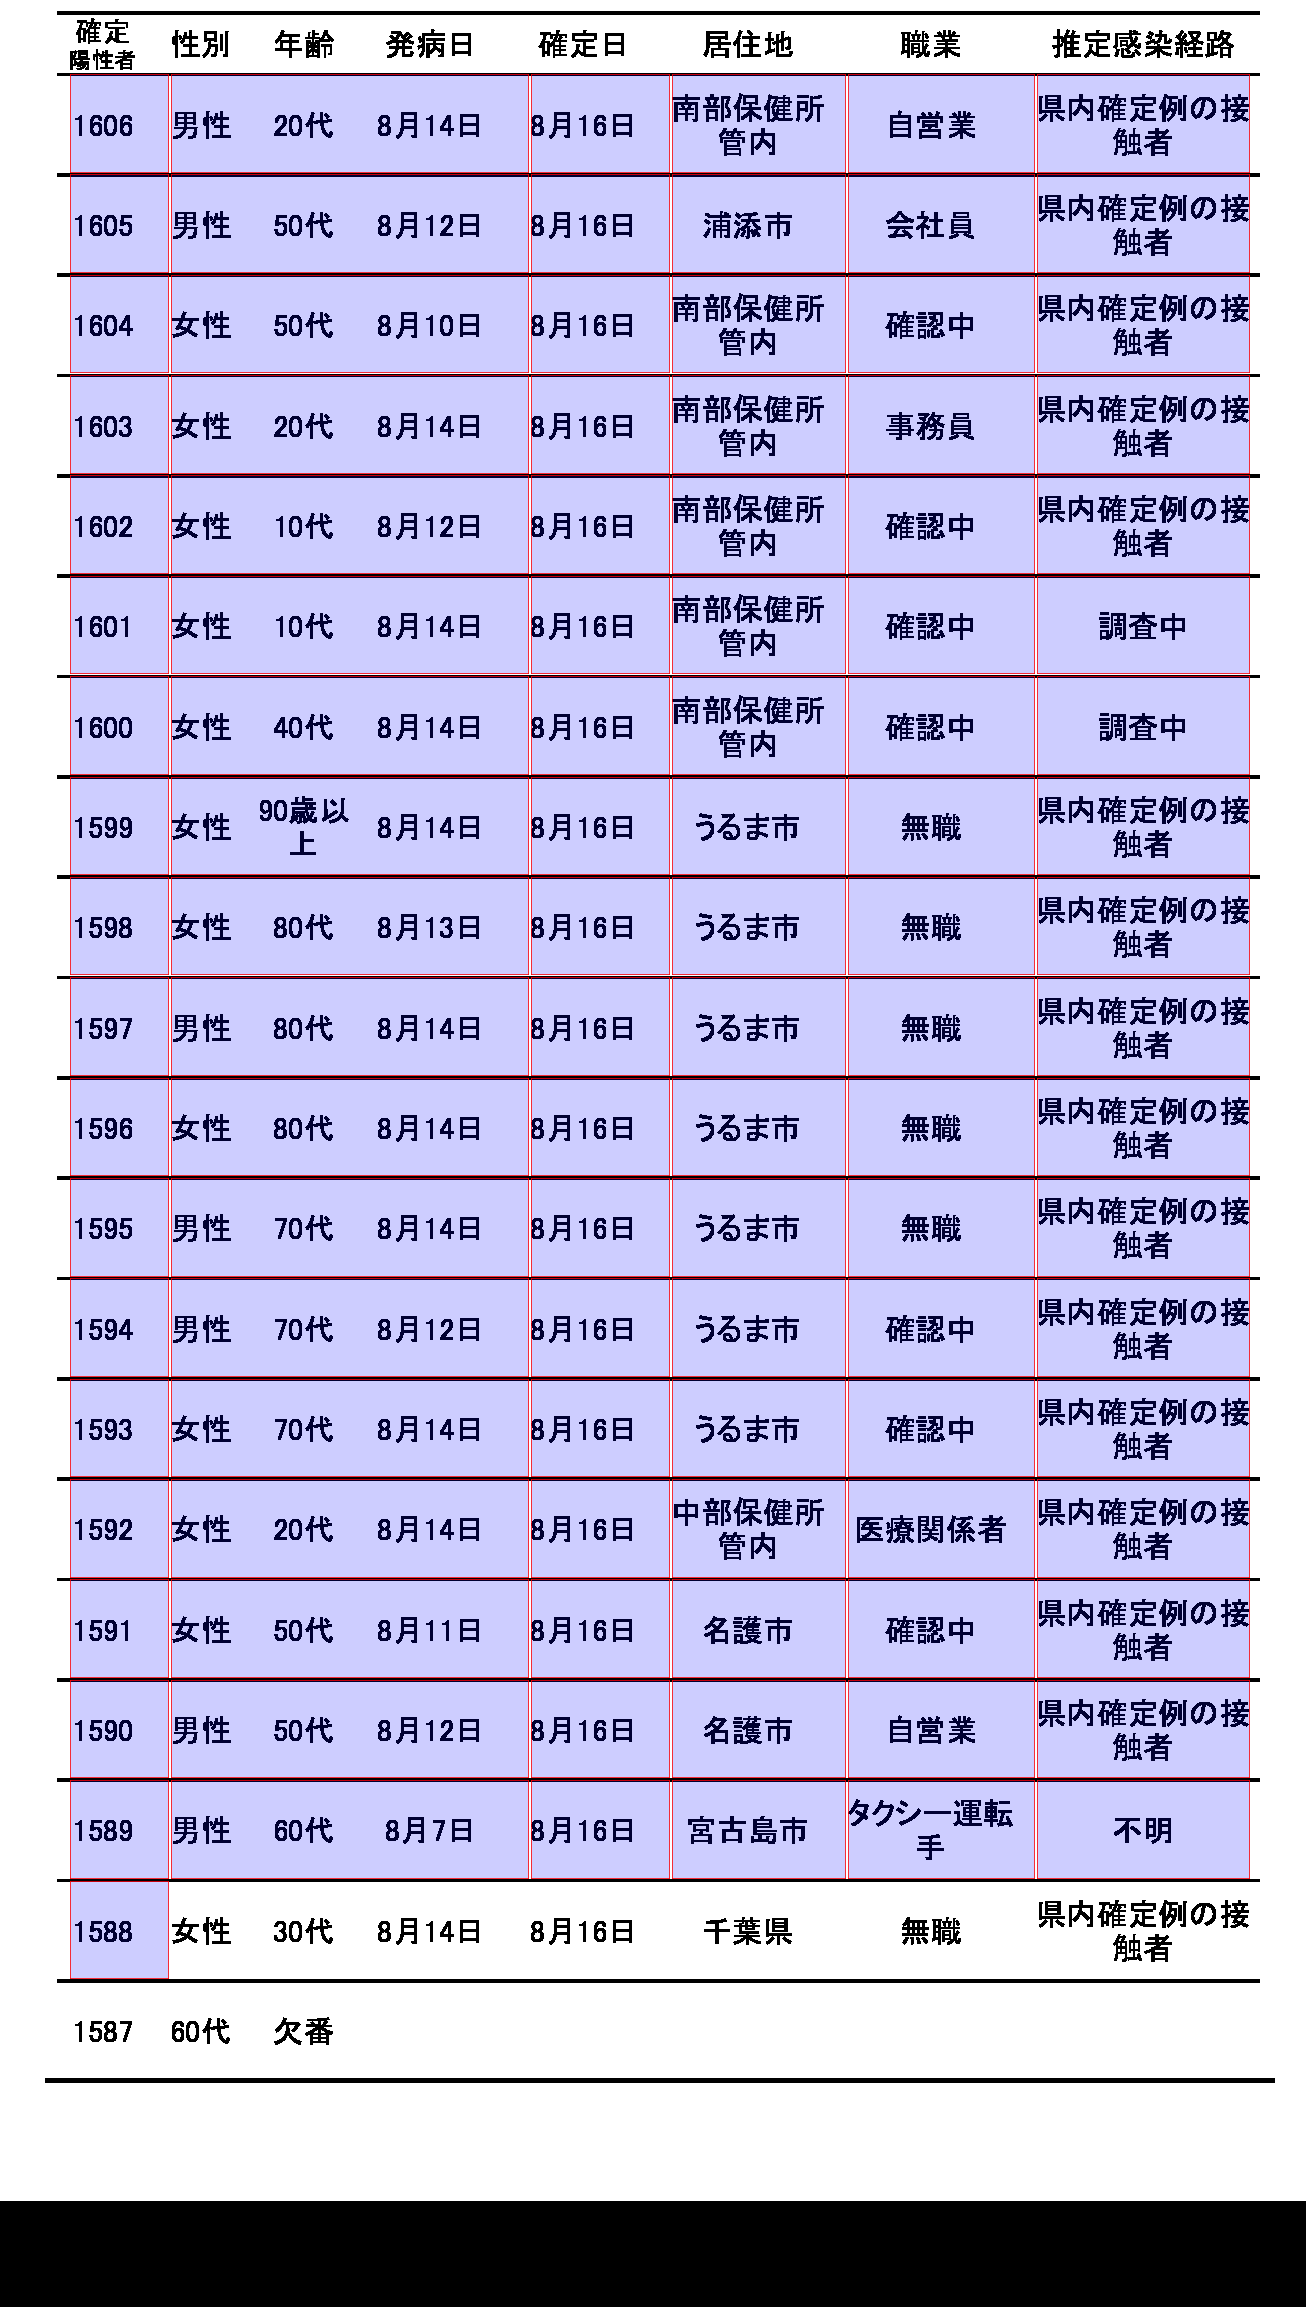 確定陽性者 性別 年齢 発病日 確定日 居住地 職業 推定感染経路
1606 男性 20代 8月14日 8月16日 南部保健所管内 自営業 県内確定例の接触者
1605 男性 50代 8月12日 8月16日 浦添市 会社員 県内確定例の接触者
1604 女性 50代 8月10日 8月16日 南部保健所管内 確認中 県内確定例の接触者
1603 女性 20代 8月14日 8月16日 南部保健所管内 事務員 県内確定例の接触者
1602 女性 10代 8月12日 8月16日 南部保健所管内 確認中 県内確定例の接触者
1601 女性 10代 8月14日 8月16日 南部保健所管内 確認中 調査中
1600 女性 40代 8月14日 8月16日 南部保健所管内 確認中 調査中
1599 女性 90歳以上 8月14日 8月16日 うるま市 無職 県内確定例の接触者
1598 女性 80代 8月13日 8月16日 うるま市 無職 県内確定例の接触者
1597 男性 80代 8月14日 8月16日 うるま市 無職 県内確定例の接触者
1596 女性 80代 8月14日 8月16日 うるま市 無職 県内確定例の接触者
1595 男性 70代 8月14日 8月16日 うるま市 無職 県内確定例の接触者
1594 男性 70代 8月12日 8月16日 うるま市 確認中 県内確定例の接触者
1593 女性 70代 8月14日 8月16日 うるま市 確認中 県内確定例の接触者
1592 女性 20代 8月14日 8月16日 中部保健所管内 医療関係者 県内確定例の接触者
1591 女性 50代 8月11日 8月16日 名護市 確認中 県内確定例の接触者
1590 男性 50代 8月12日 8月16日 名護市 自営業 県内確定例の接触者
1589 男性 60代 8月7日 8月16日 宮古島市 タクシー運転手 不明
1588 女性 30代 8月14日 8月16日 千葉県 無職 県内確定例の接触者
1587 60代 欠番